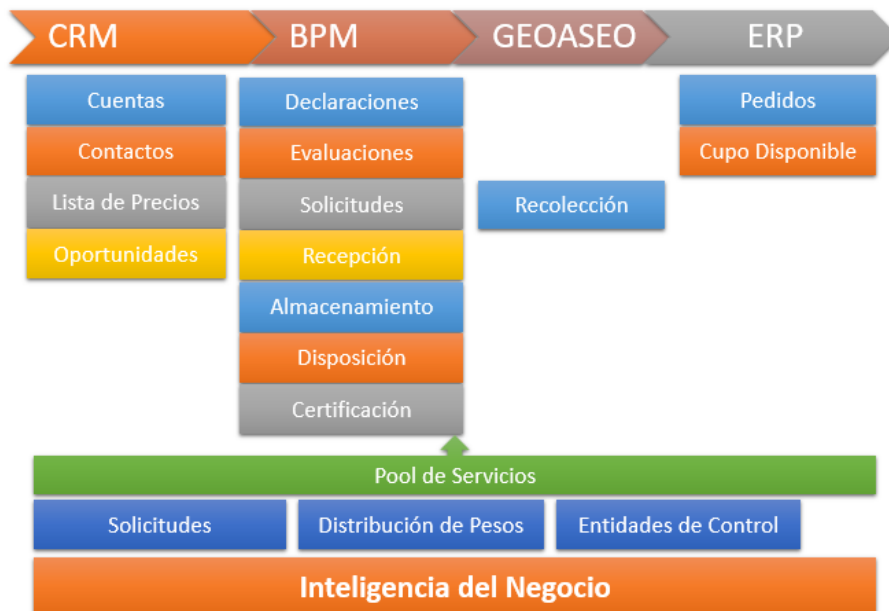 CRM
BPM
GEOASEO
ERP
Cuentas
Contactos
Lista de Precios
Oportunidades
Declaraciones
Evaluaciones
Solicitudes
Recepción
Almacenamiento
Disposición
Certificación
Recolección
Pedidos
Cupo Disponible
Pool de Servicios
Solicitudes
Distribución de Pesos
Entidades de Control
Inteligencia del Negocio